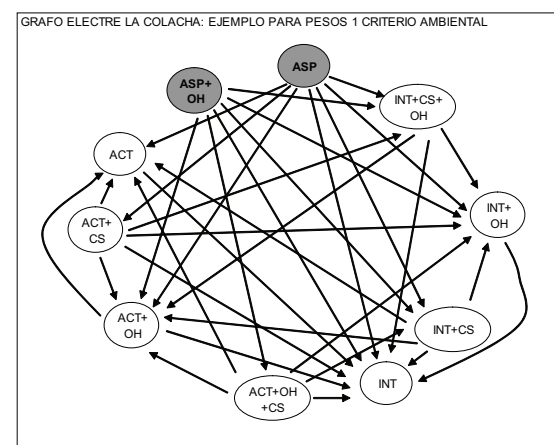 GRAFO ELECTRE LA COLACHA: EJEMPLO PARA PESOS 1 CRITERIO AMBIENTAL
ASP
ASP+
OH
INT+CS+
OH
ACT
INT+
OH
ACT+
CS
ACT+
OH
INT+CS
INT
ACT+OH
+CS